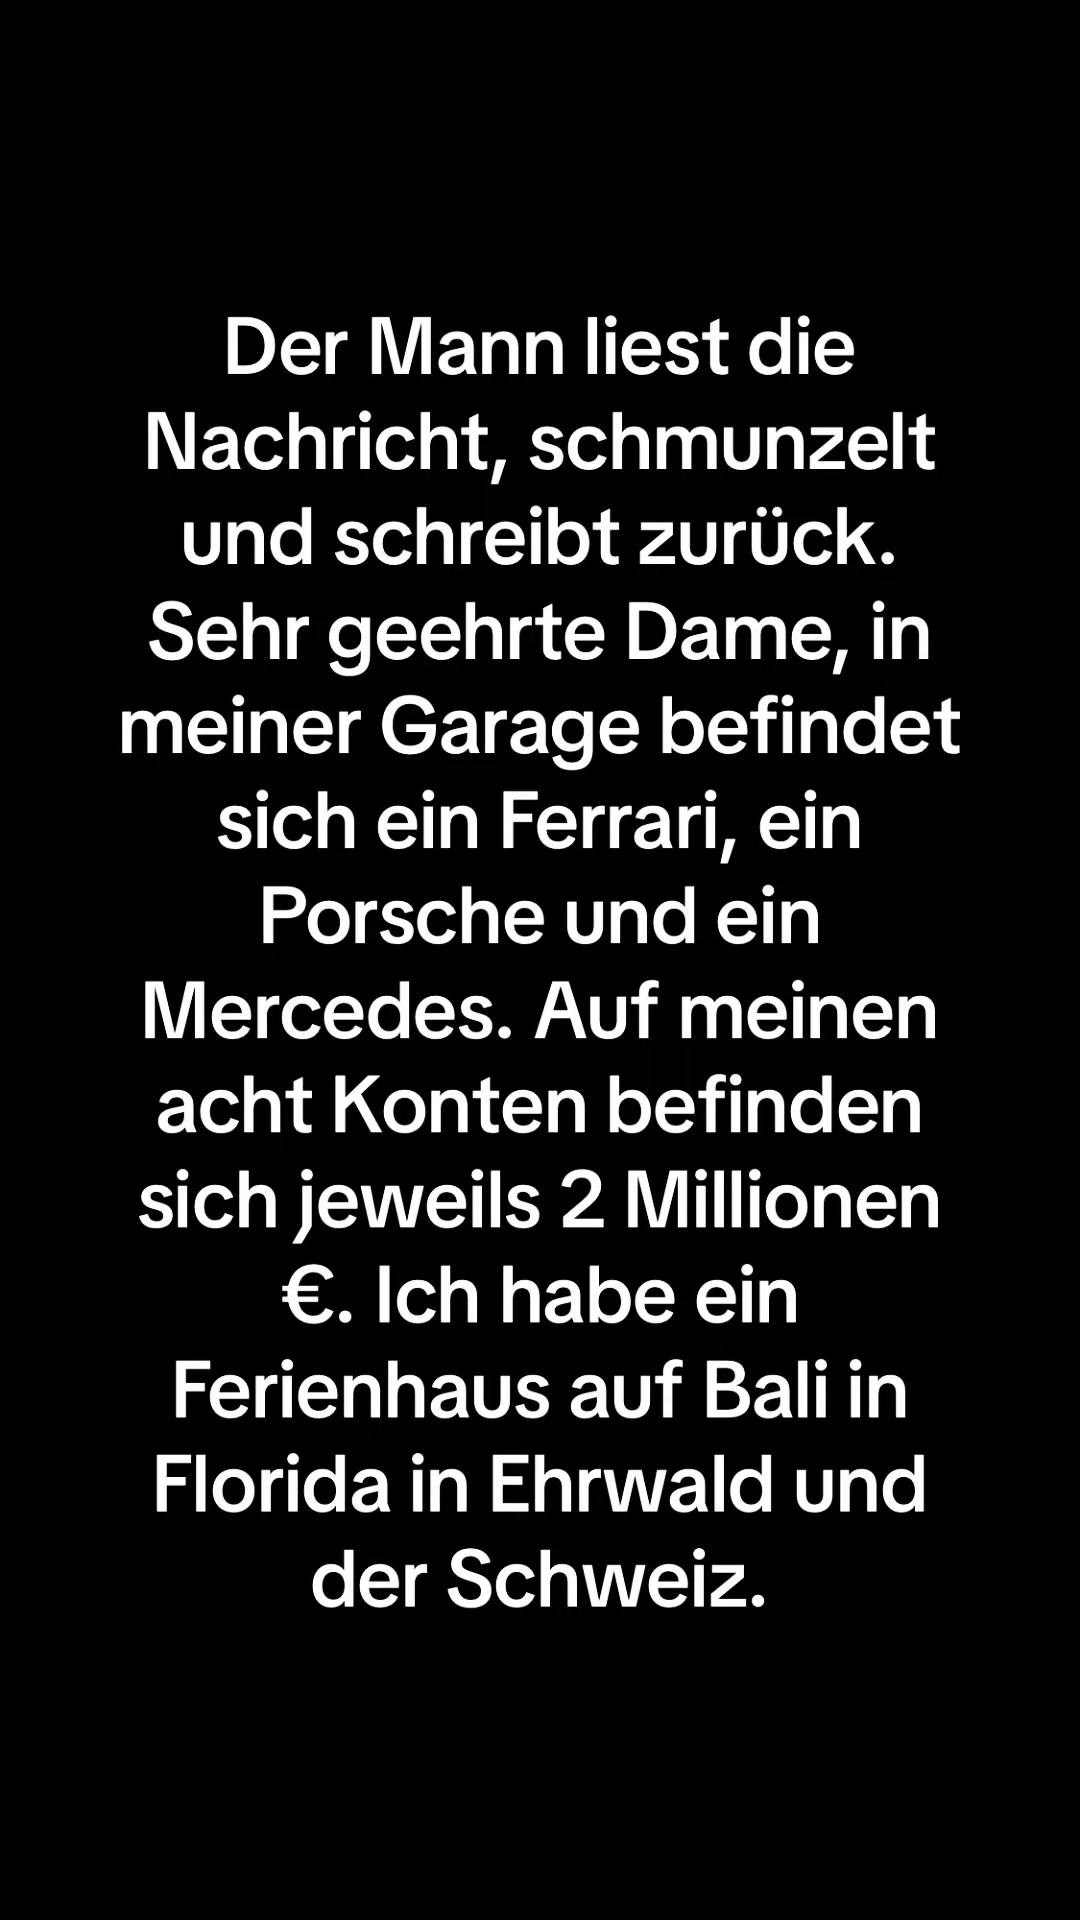 Der Mann liest die
Nachricht, schmunzelt
und schreibt zurück.
Sehr geehrte Dame, in
meiner Garage befindet
sich ein Ferrari, ein
Porsche und ein
Mercedes. Auf meinen
acht Konten befinden
sich jeweils 2 Millionen
€. Ich habe ein
Ferienhaus auf Bali in
Florida in Ehrwald und
der Schweiz.